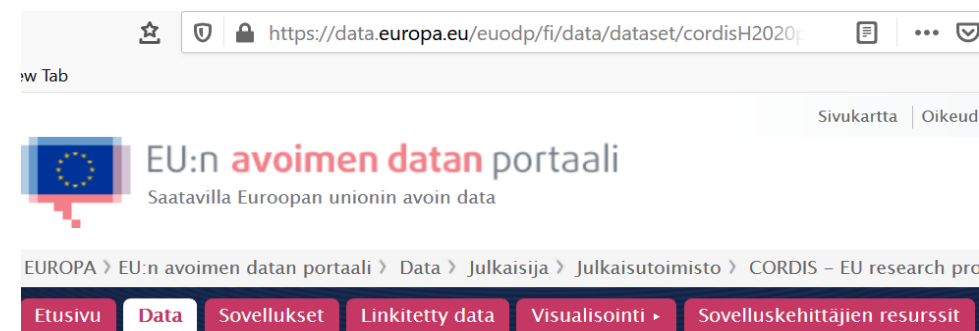 https://data.europa.eu/euodp/fi/data/dataset/cordisH2020p
ew Tab
Sivukartta | Oikeud
EU:n avoimen datan portaali
Saatavilla Euroopan unionin avoin data
EUROPA > EU:n avoimen datan portaali > Data > Julkaisija > Julkaisutoimisto > CORDIS – EU research pro
Etusivu Data Sovellukset Linkitetty data Visualisointi Sovelluskehittäjien resurssit